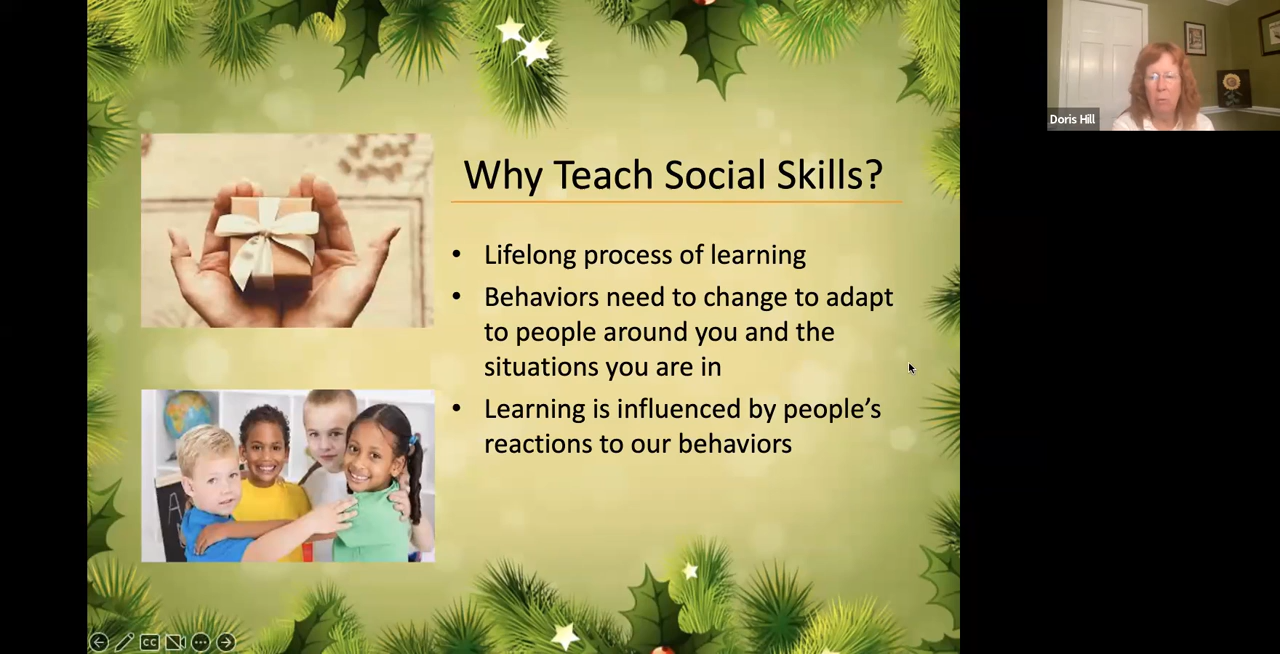 Doris Hill
Why Teach Social Skills?
• Lifelong process of learning
• Behaviors need to change to adapt
to people around you and the
situations you are in
• Learning is influenced by people's
reactions to our behaviors
A
CC